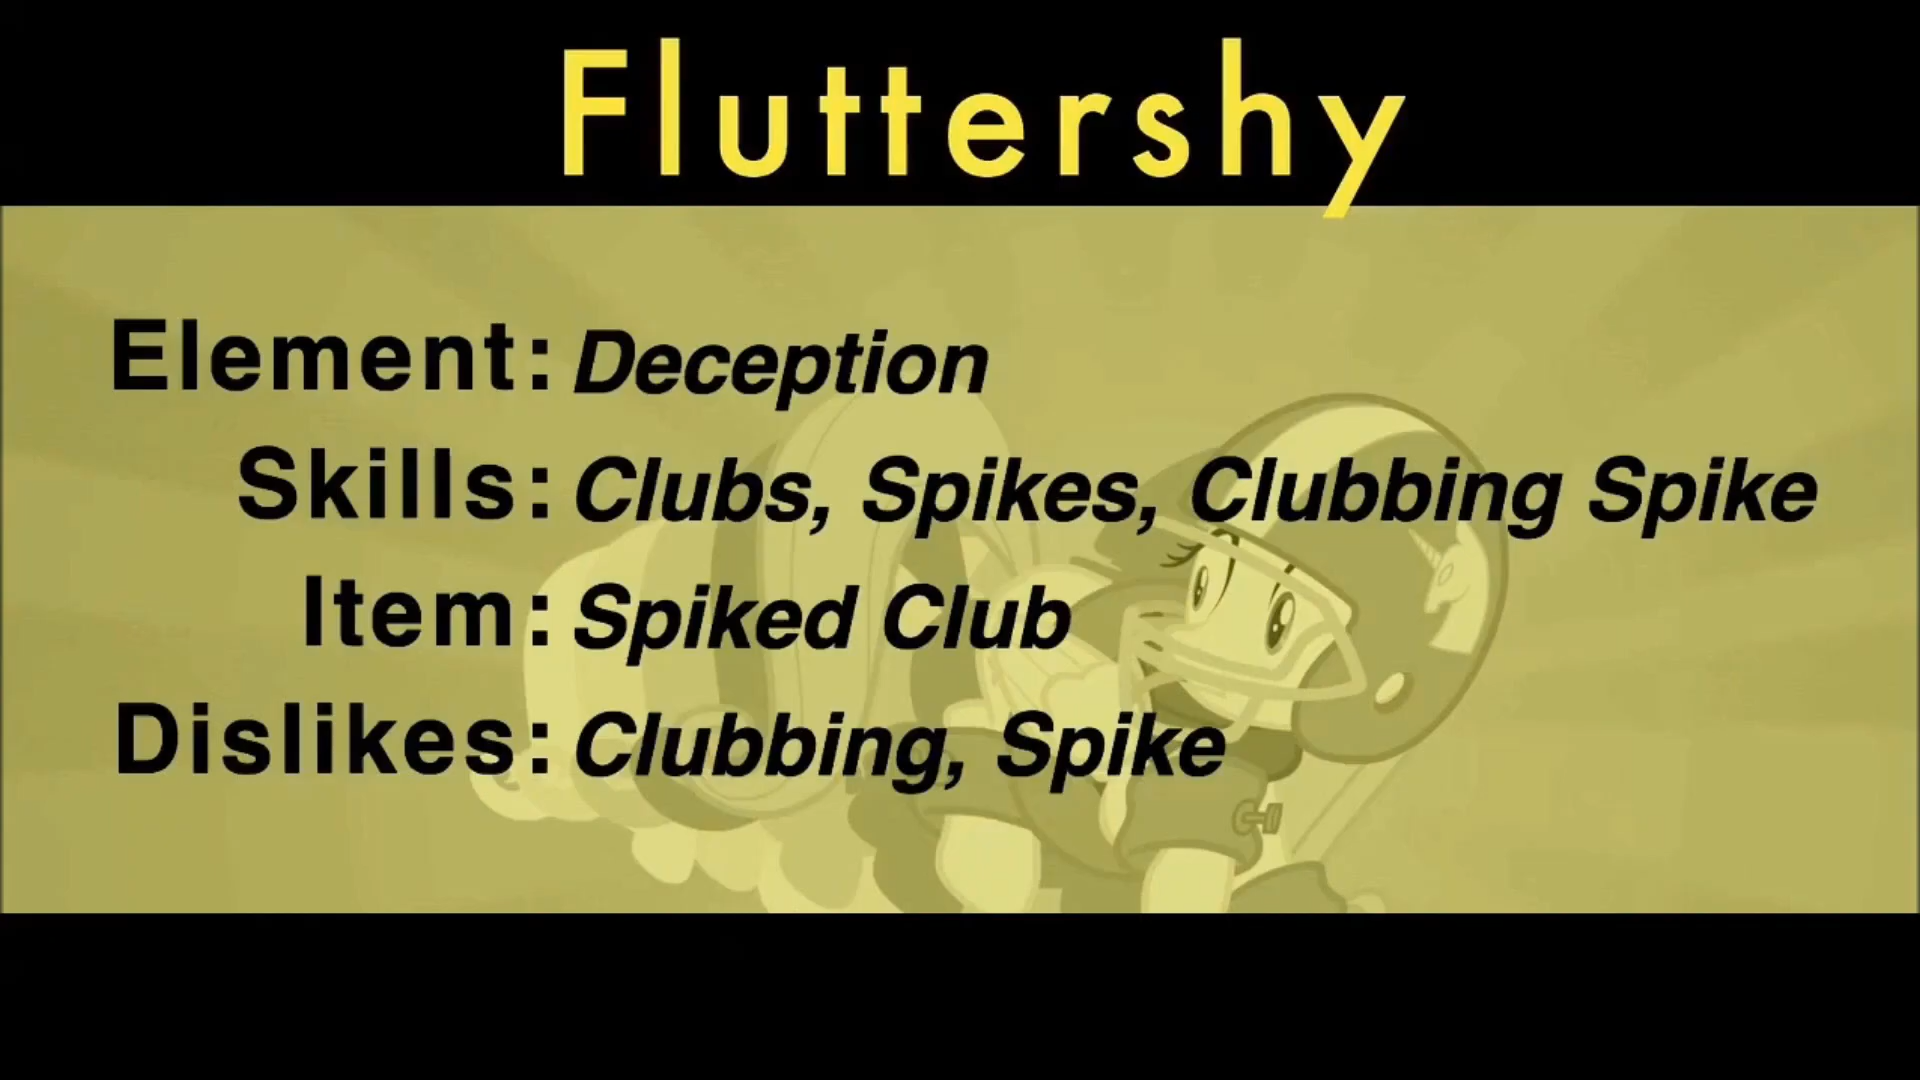 Fluttershy
Element: Deception
Skills: Clubs, Spikes, Clubbing Spike
Item: Spiked Club
Dislikes: Clubbing, Spike